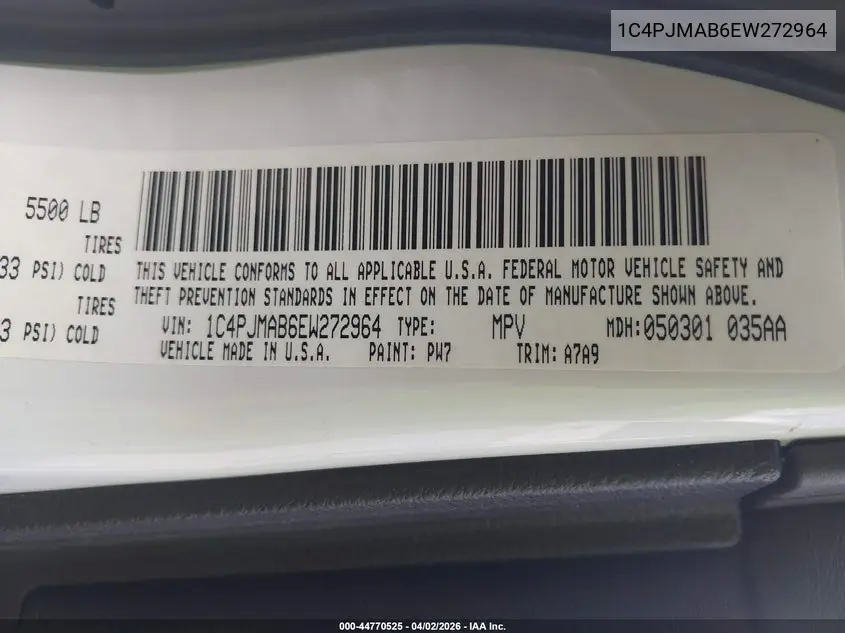 1C4PJMAB6EW272964
5500 LB
TIRES
33 PSI) COLD
THIS VEHICLE CONFORMS TO ALL APPLICABLE U.S.A. FEDERAL MOTOR VEHICLE SAFETY AND
TIRES
THEFT PREVENTION STANDARDS IN EFFECT ON THE DATE OF MANUFACTURE SHOWN ABOVE.
3 PSI) COLD
VIN: 1C4PJMAB6EW272964 TYPE: MPV MDH:050301 035AA
VEHICLE MADE IN U.S.A. PAINT: PW7 TRIM: A7A9
000-44770525 - 04/02/2026 - IAA Inc.